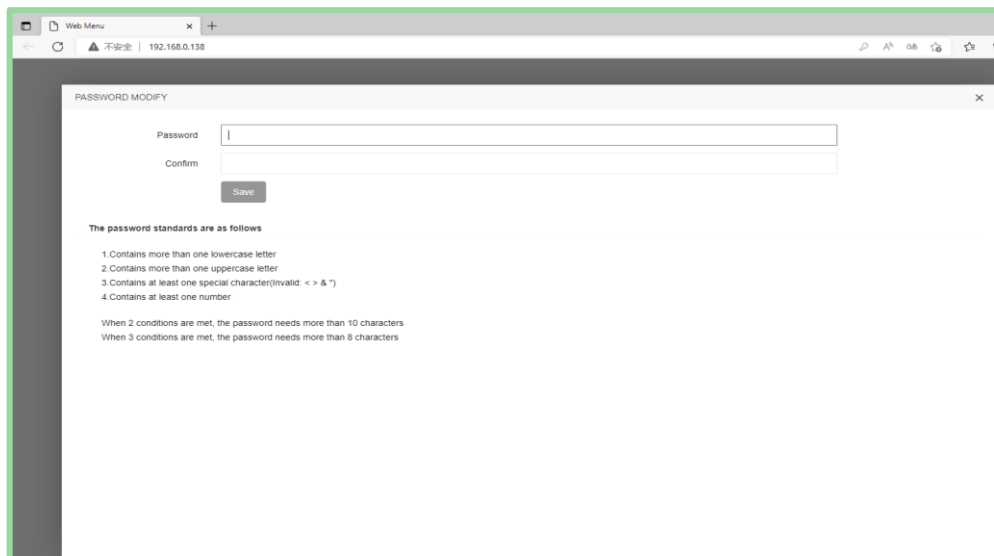 Web Menu
不安全 | 192.168.0.138
PASSWORD MODIFY
Password
Confirm
Save
The password standards are as follows
1.Contains more than one lowercase letter
2.Contains more than one uppercase letter
3.Contains at least one special character(Invalid: < > & ")
4.Contains at least one number
When 2 conditions are met, the password needs more than 10 characters
When 3 conditions are met, the password needs more than 8 characters